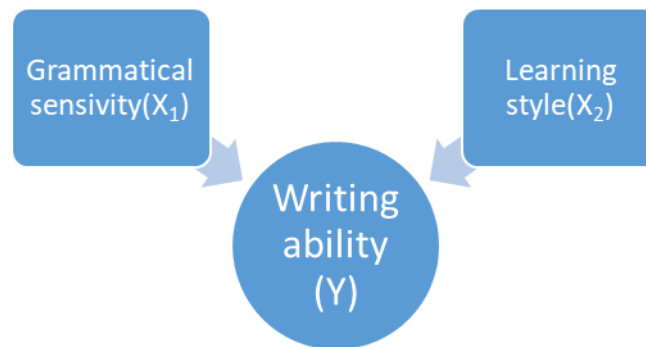 Grammatical
sensivity(X₁)
Learning
style(X₂)
Writing
ability
(Y)